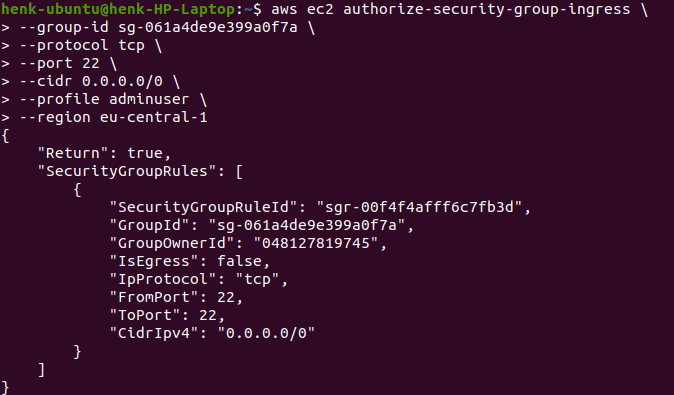 henk-ubuntu@henk-HP-Laptop:~$ aws ec2 authorize-security-group-ingress \
> --group-id sg-061a4de9e399a0f7a \
> --protocol tcp \
> --port 22 \
> --cidr 0.0.0.0/0 \
> --profile adminuser \
> --region eu-central-1
{
    "Return": true,
    "SecurityGroupRules": [
        {
            "SecurityGroupRuleId": "sgr-00f4f4afff6c7fb3d",
            "GroupId": "sg-061a4de9e399a0f7a",
            "GroupOwnerId": "048127819745",
            "IsEgress": false,
            "IpProtocol": "tcp",
            "FromPort": 22,
            "ToPort": 22,
            "CidrIpv4": "0.0.0.0/0"
        }
    ]
}